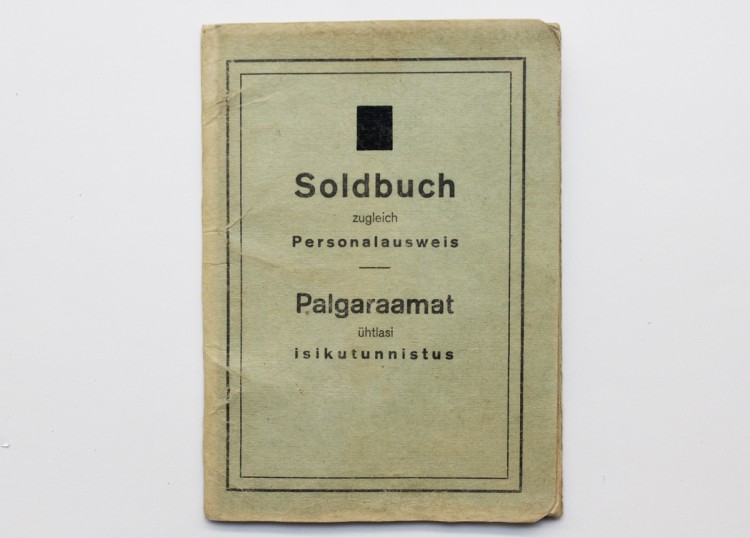 Soldbuch
zugleich
Personalausweis
Palgaraamat
ühtlasi
isikutunnistus